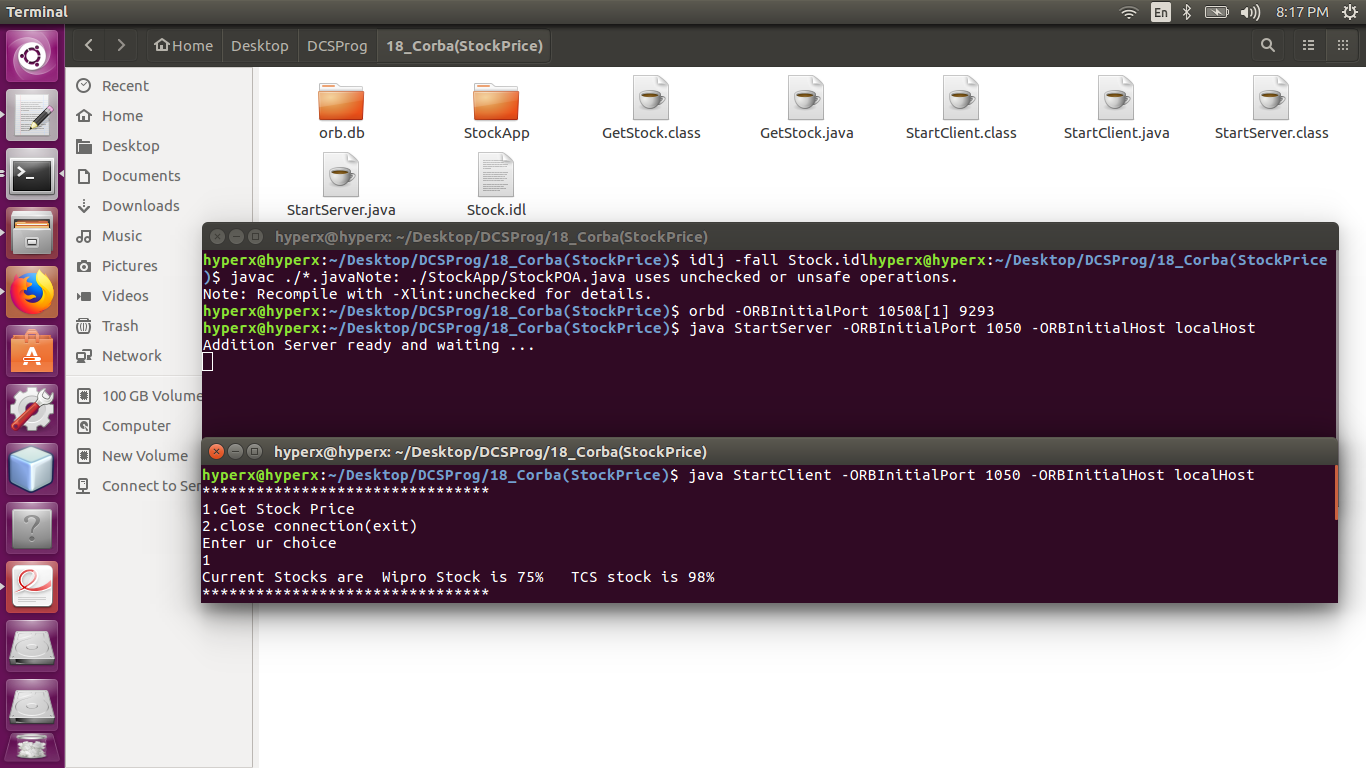 Terminal
En
8:17 PM
Home
Desktop
DCSProg
18_Corba(StockPrice)
Recent
Home
Desktop
Documents
Downloads
Music
Pictures
Videos
Trash
Network
100 GB Volume
Computer
New Volume
Connect to Ser
orb.db
StockApp
GetStock.class
GetStock.java
StartClient.class
StartClient.java
StartServer.class
StartServer.java
Stock.idl
hyperx@hyperx: ~/Desktop/DCSProg/18_Corba(StockPrice)
hyperx@hyperx:~/Desktop/DCSProg/18_Corba(StockPrice)$ idlj -fall Stock.idlhyperx@hyperx:~/Desktop/DCSProg/18_Corba(StockPrice
)$ javac ./*.javaNote: ./StockApp/StockPOA.java uses unchecked or unsafe operations.
Note: Recompile with -Xlint:unchecked for details.
hyperx@hyperx:~/Desktop/DCSProg/18_Corba(StockPrice)$ orbd -ORBInitialPort 1050&[1] 9293
hyperx@hyperx:~/Desktop/DCSProg/18_Corba(StockPrice)$ java StartServer -ORBInitialPort 1050 -ORBInitialHost localHost
Addition Server ready and waiting ...
hyperx@hyperx: ~/Desktop/DCSProg/18_Corba(StockPrice)
hyperx@hyperx:~/Desktop/DCSProg/18_Corba(StockPrice)$ java StartClient -ORBInitialPort 1050 -ORBInitialHost localHost
********************************
1.Get Stock Price
2.close connection(exit)
Enter ur choice
1
Current Stocks are  Wipro Stock is 75%   TCS stock is 98%
********************************